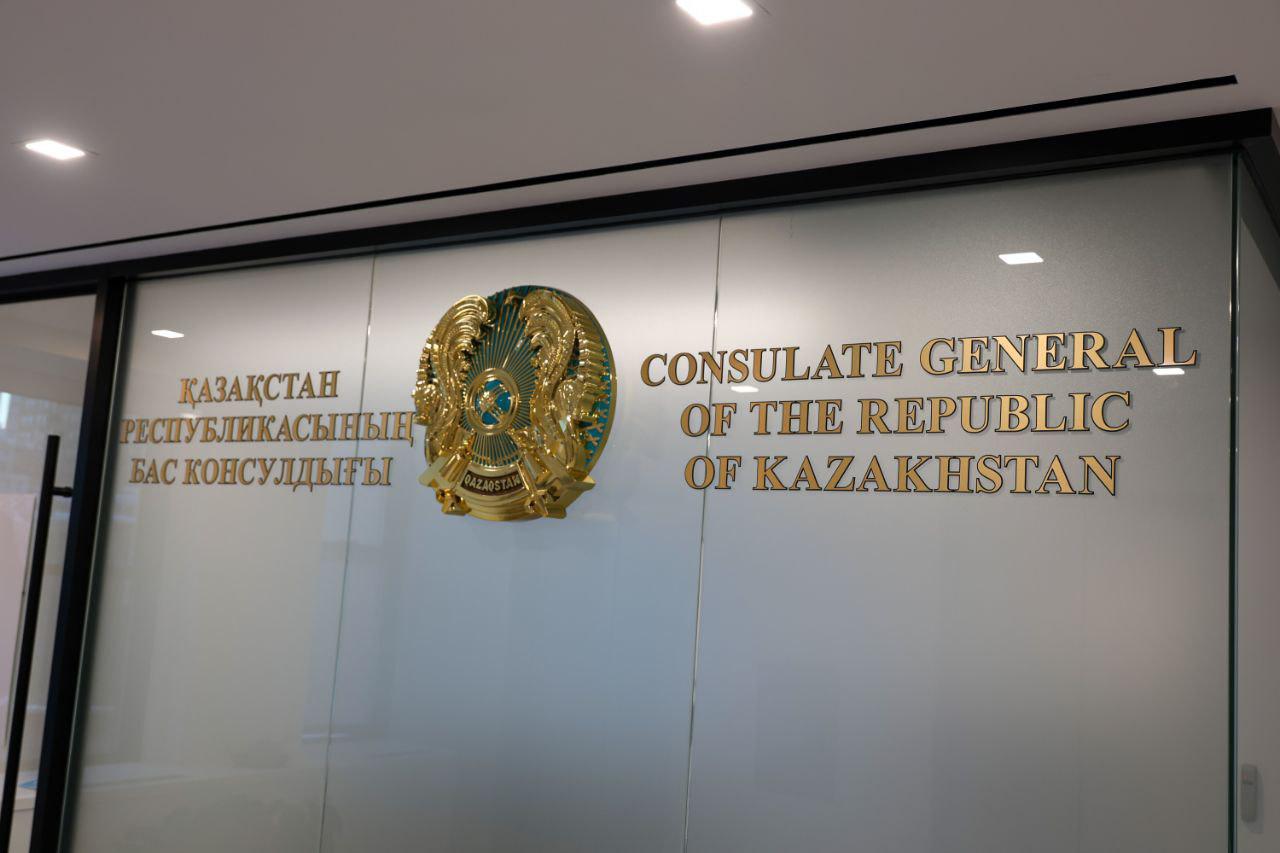 ҚАЗАҚСТАН
РЕСПУБЛИКАСЫНЫҢ
БАС КОНСУЛДЫҒЫ
QAZAQSTAN
CONSULATE GENERAL
OF THE REPUBLIC
OF KAZAKHSTAN